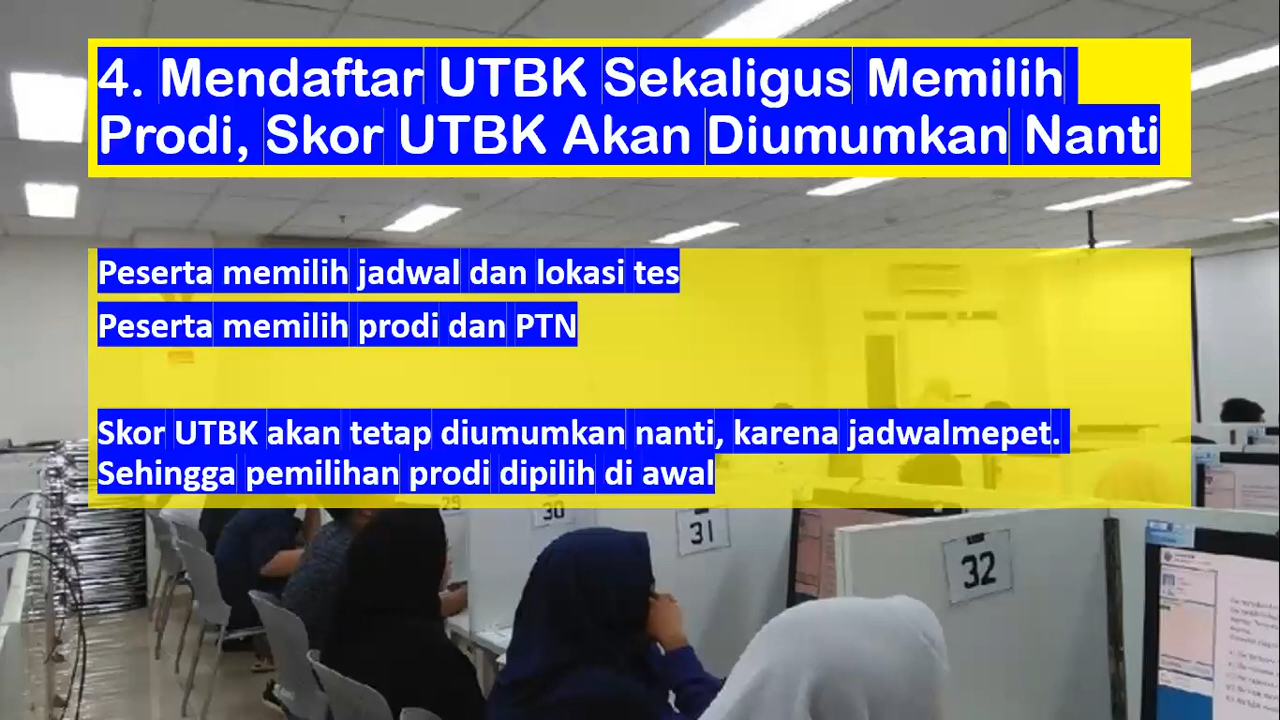 4. Mendaftar UTBK Sekaligus Memilih
Prodi, Skor UTBK Akan Diumumkan Nanti
Peserta memilih jadwal dan lokasi tes
Peserta memilih prodi dan PTN
Skor UTBK akan tetap diumumkan nanti, karena jadwalmepet.
Sehingga pemilihan prodi dipilih di awal
29
30
31
32